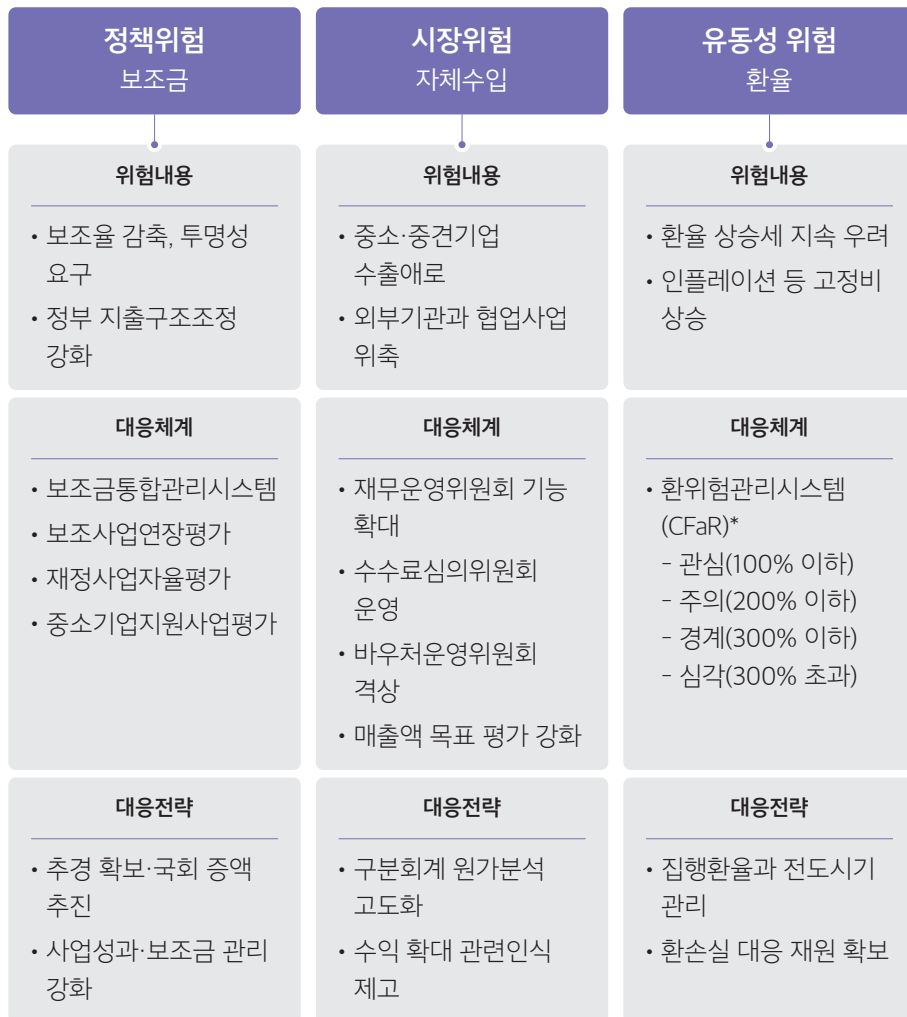 정책위험
보조금
위험내용
• 보조율 감축, 투명성
요구
• 정부 지출구조조정
강화
대응체계
• 보조금통합관리시스템
• 보조사업연장평가
• 재정사업자율평가
• 중소기업지원사업평가
대응전략
• 추경 확보·국회 증액
추진
• 사업성과·보조금 관리
강화
시장위험
자체수입
위험내용
• 중소·중견기업
수출애로
• 외부기관과 협업사업
위축
대응체계
• 재무운영위원회 기능
확대
• 수수료심의위원회
운영
• 바우처운영위원회
격상
• 매출액 목표 평가 강화
대응전략
• 구분회계 원가분석
고도화
• 수익 확대 관련인식
제고
유동성 위험
환율
위험내용
• 환율 상승세 지속 우려
• 인플레이션 등 고정비
상승
대응체계
• 환위험관리시스템
(CFaR)*
- 관심(100% 이하)
- 주의(200% 이하)
- 경계(300% 이하)
- 심각(300% 초과)
대응전략
• 집행환율과 전도시기
관리
• 환손실 대응 재원 확보